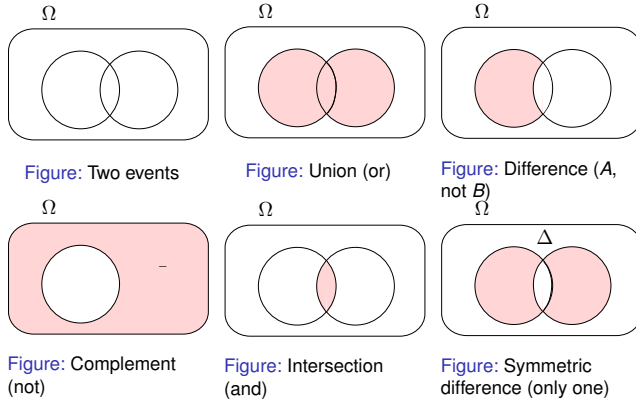 Ω
Ω
Ω
Figure: Two events
Figure: Union (or)
Figure: Difference (A,
not B)
Ω
Ω
Ω
Δ
–
Figure: Complement
(not)
Figure: Intersection
(and)
Figure: Symmetric
difference (only one)